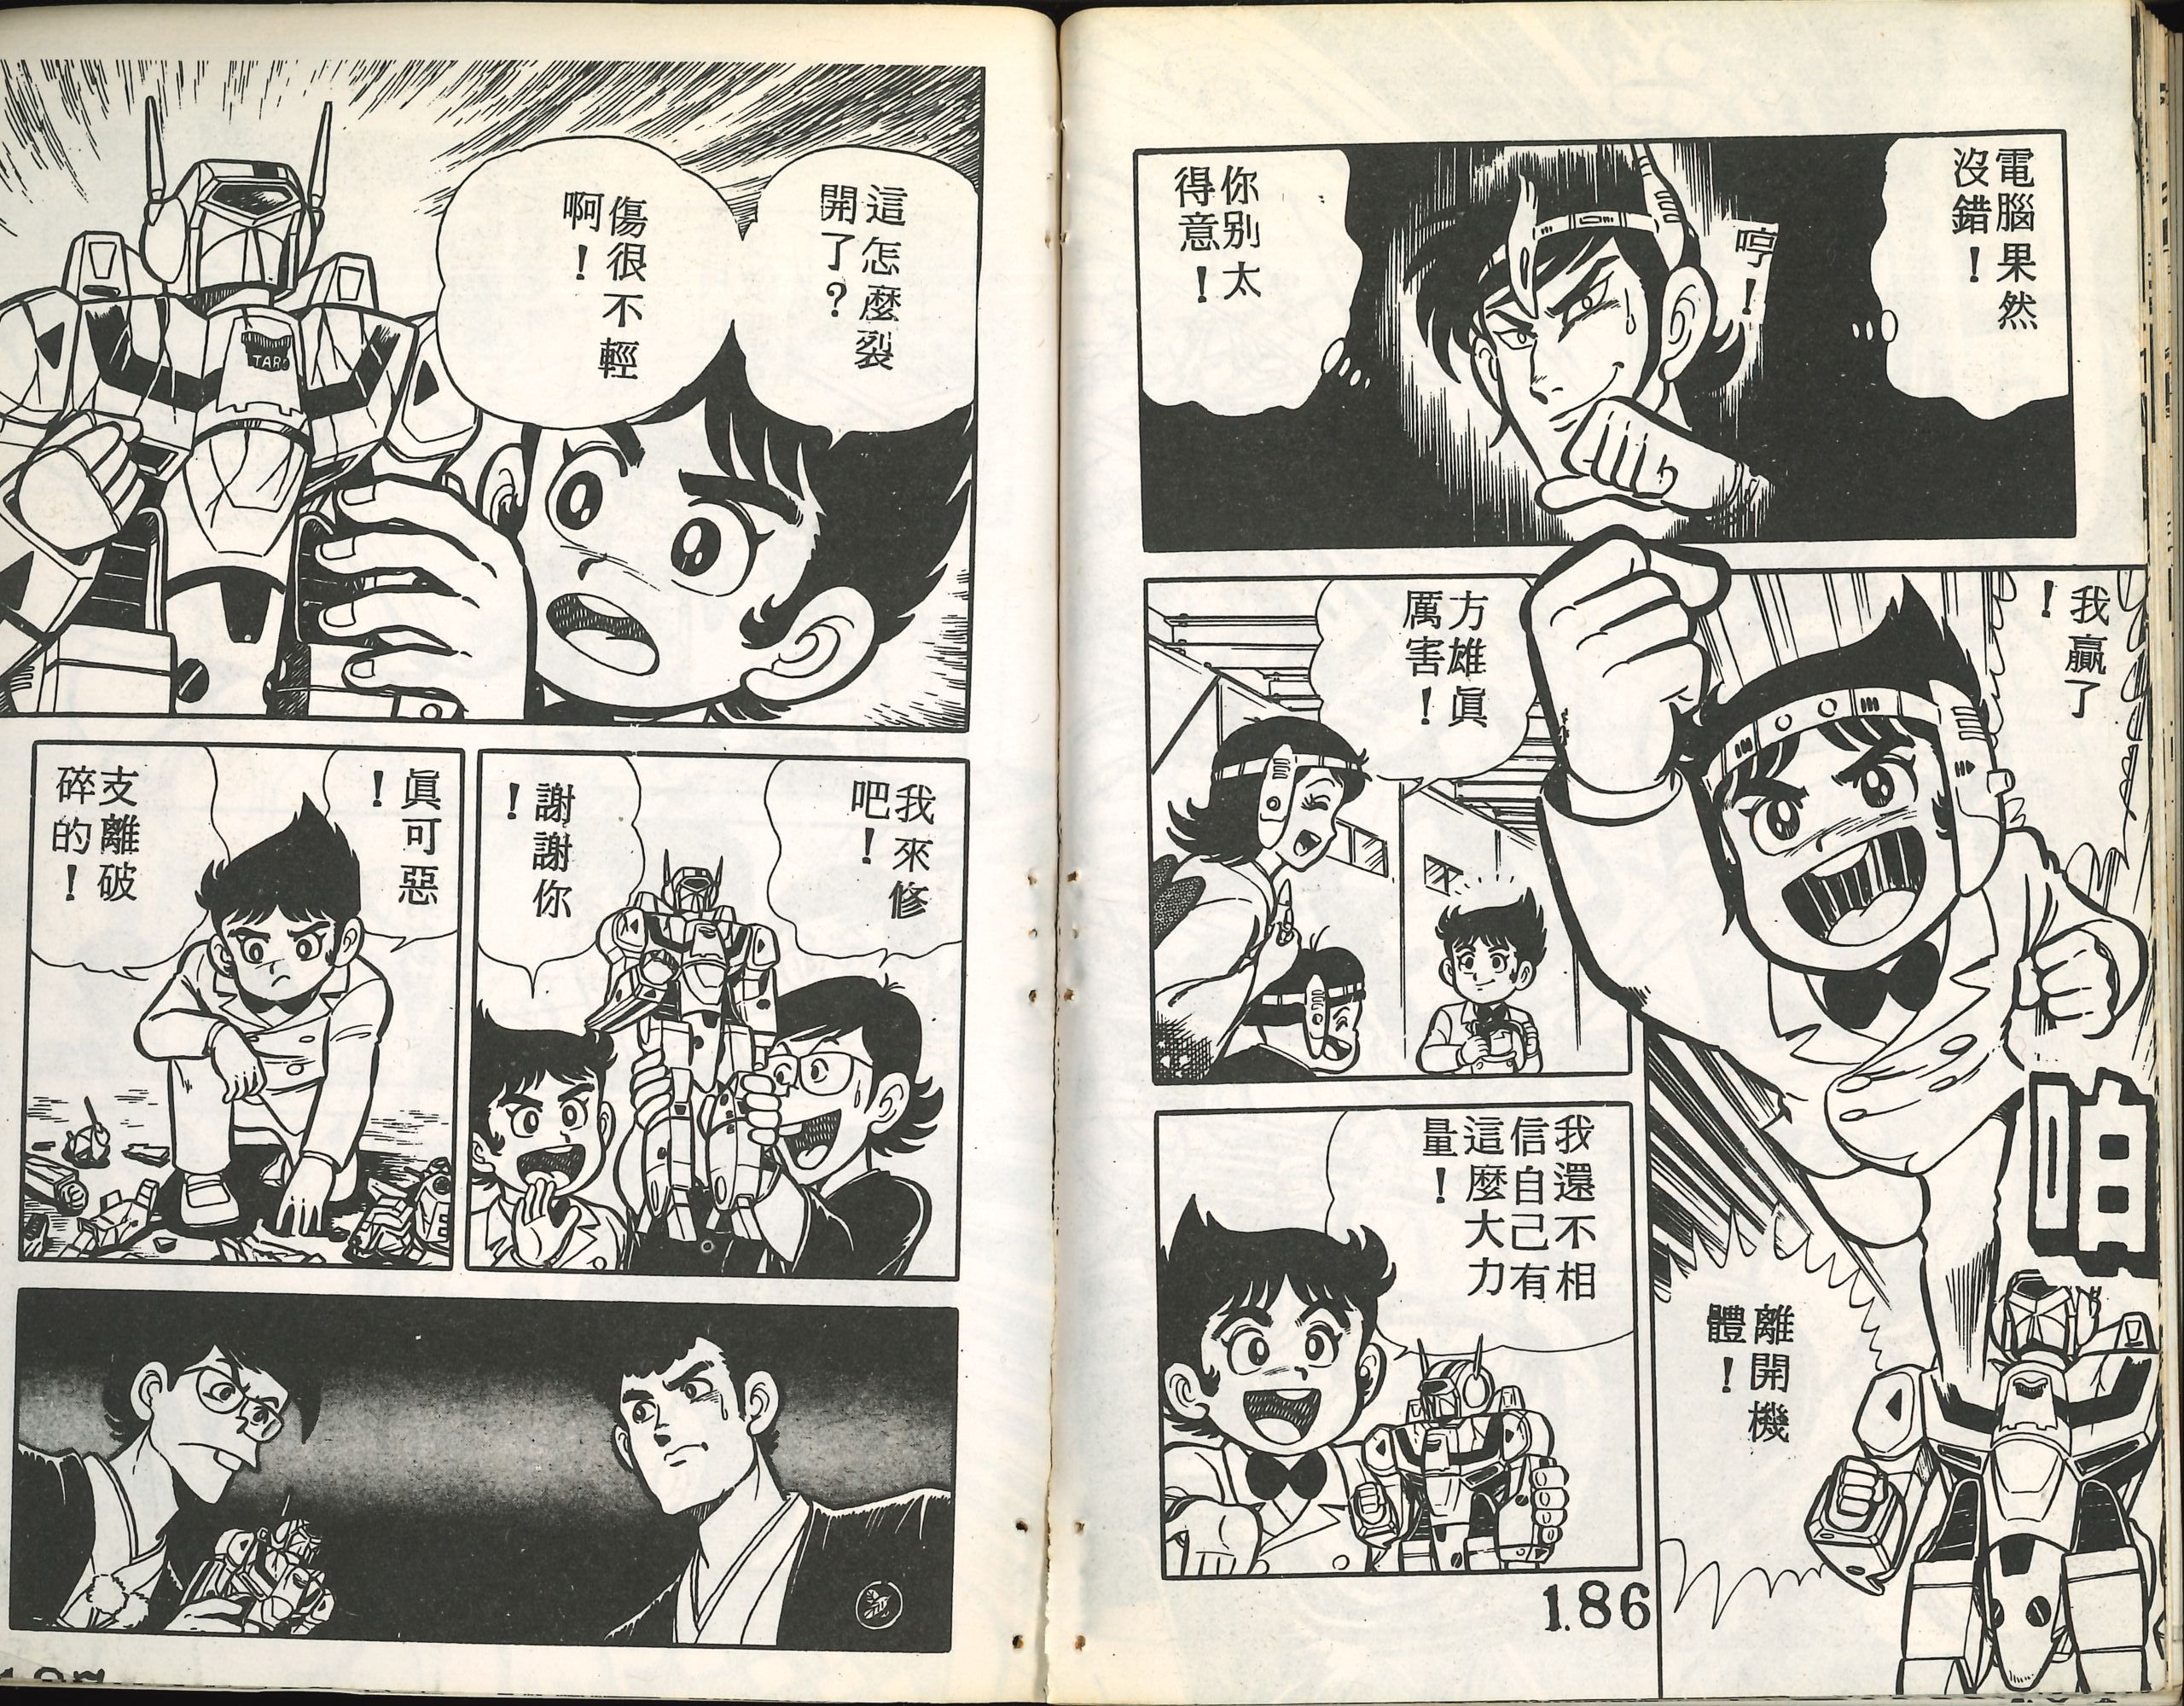 電腦果然
沒錯！
哼！
你別太
得意！
我贏了
！
咱
離開機
體！
方雄眞
厲害！
我還不相
信自己有
這麼大力
量！
186
這怎麼裂
開了？
傷很不輕
啊！
TARO
我來修
吧！
謝謝你
！
眞可惡
！
支離破
碎的！